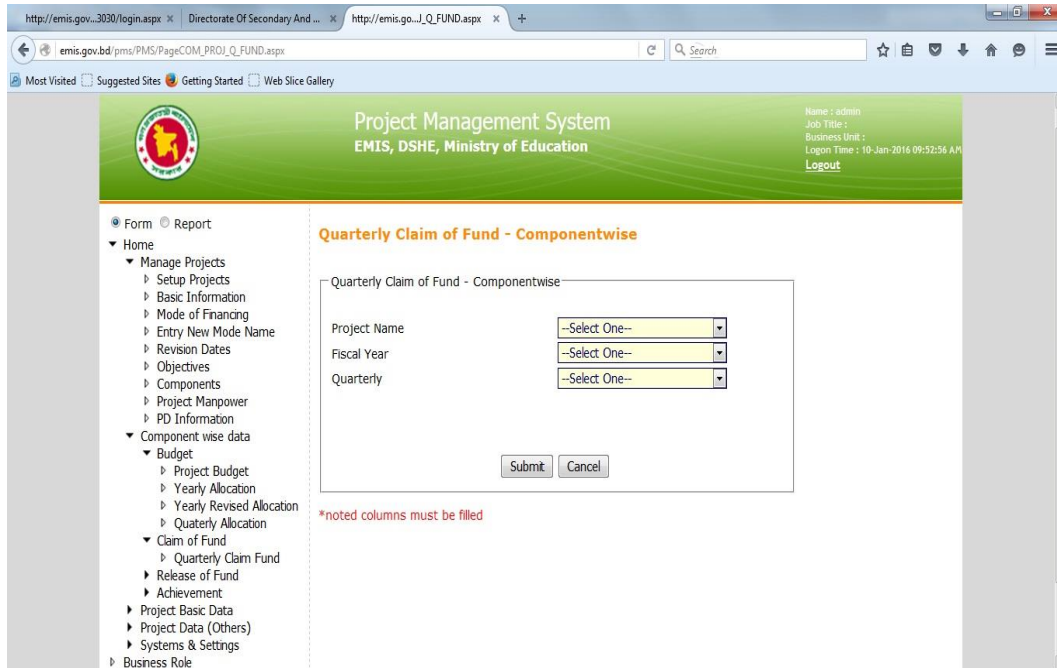 http://emis.gov...3030/login.aspx × Directorate Of Secondary And ... × http://emis.go...J_Q_FUND.aspx × +
emis.gov.bd/pms/PMS/PageCOM_PROJ_Q_FUND.aspx Search
Most Visited Suggested Sites Getting Started Web Slice Gallery
Project Management System
EMIS, DSHE, Ministry of Education
Name : admin
Job Title :
Business Unit :
Logon Time : 10-Jan-2016 09:52:56 AM
Logout
Form Report
Home
Manage Projects
Setup Projects
Basic Information
Mode of Financing
Entry New Mode Name
Revision Dates
Objectives
Components
Project Manpower
PD Information
Component wise data
Budget
Project Budget
Yearly Allocation
Yearly Revised Allocation
Quaterly Allocation
Claim of Fund
Quarterly Claim Fund
Release of Fund
Achievement
Project Basic Data
Project Data (Others)
Systems & Settings
Business Role
Quarterly Claim of Fund - Componentwise
Quarterly Claim of Fund - Componentwise
Project Name --Select One--
Fiscal Year --Select One--
Quarterly --Select One--
Submit Cancel
*noted columns must be filled